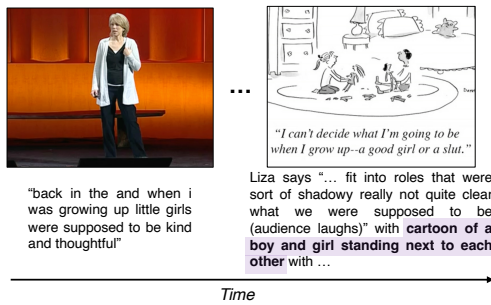 ...
"I can't decide what I'm going to be
when I grow up--a good girl or a slut."
"back in the and when i
was growing up little girls
were supposed to be kind
and thoughtful"
Liza says "... fit into roles that were
sort of shadowy really not quite clear
what we were supposed to be
(audience laughs)" with cartoon of a
boy and girl standing next to each
other with ...
Time